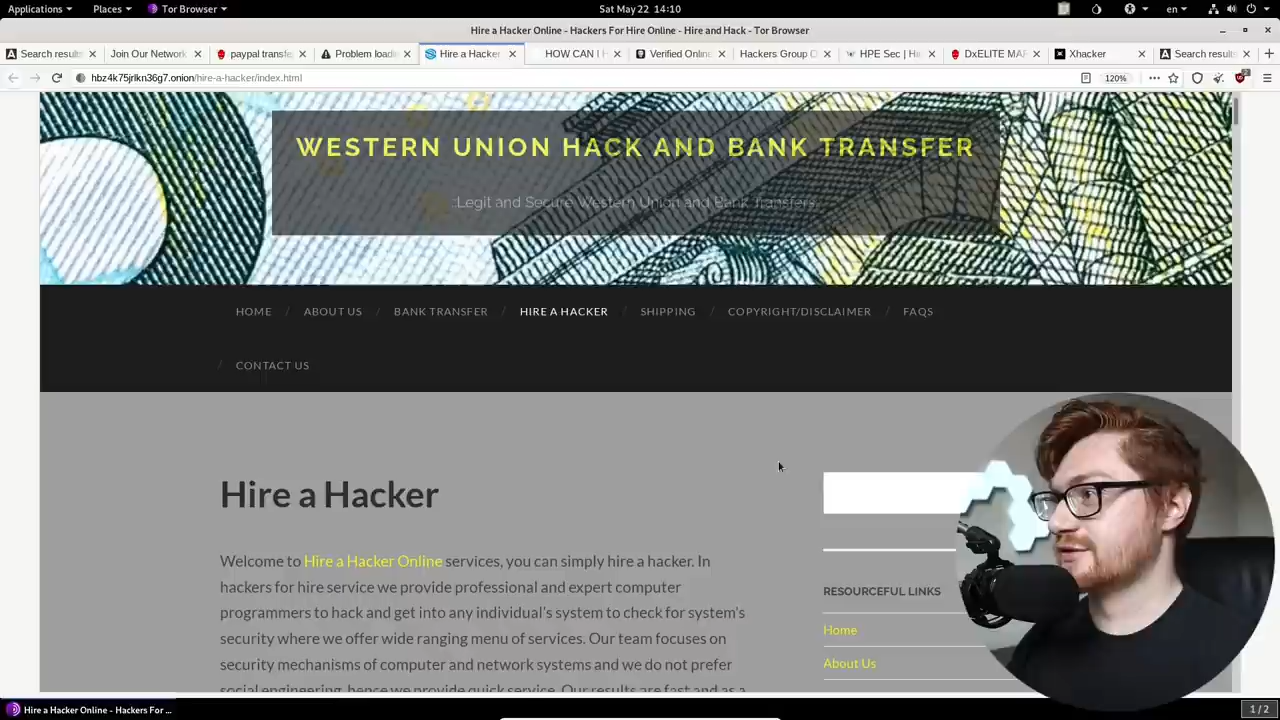 Applications Places Tor Browser Sat May 22 14:10 en
Hire a Hacker Online - Hackers For Hire Online - Hire and Hack - Tor Browser
Search results Join Our Network paypal transfe Problem loadin Hire a Hacker HOW CAN I H Verified Online Hackers Group HPE Sec | Hac DxELITE MA Xhacker Search results
hbz4k75jrlkn36g7.onion/hire-a-hacker/index.html 120%
WESTERN UNION HACK AND BANK TRANSFER
.:Legit and Secure Western Union and Bank Transfers
HOME / ABOUT US / BANK TRANSFER / HIRE A HACKER / SHIPPING / COPYRIGHT/DISCLAIMER / FAQS
/ CONTACT US
Hire a Hacker
Welcome to Hire a Hacker Online services, you can simply hire a hacker. In
hackers for hire service we provide professional and expert computer
programmers to hack and get into any individual's system to check for system's
security where we offer wide ranging menu of services. Our team focuses on
security mechanisms of computer and network systems and we do not prefer
social engineering, hence we provide quick service. Our results are fast and as a
RESOURCEFUL LINKS
Home
About Us
Hire a Hacker Online - Hackers For ... 1 / 2